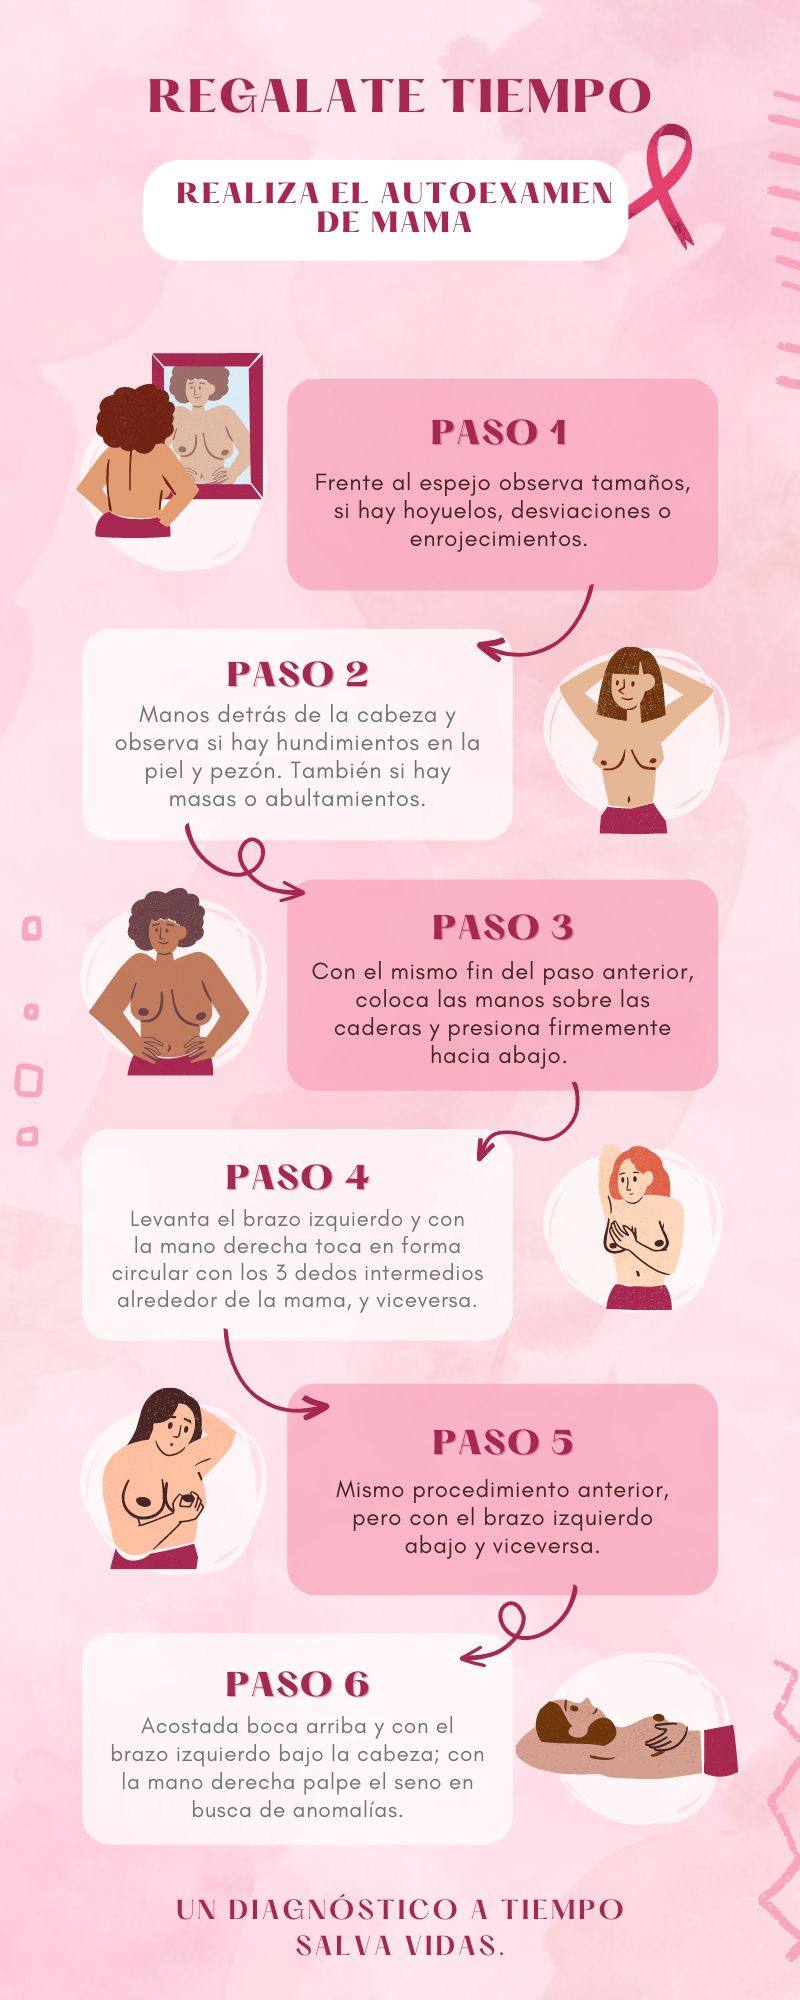 REGALATE TIEMPO
REALIZA EL AUTOEXAMEN
DE MAMA
PASO 1
Frente al espejo observa tamaños,
si hay hoyuelos, desviaciones o
enrojecimientos.
PASO 2
Manos detrás de la cabeza y
observa si hay hundimientos en la
piel y pezón. También si hay
masas o abultamientos.
PASO 3
Con el mismo fin del paso anterior,
coloca las manos sobre las
caderas y presiona firmemente
hacia abajo.
PASO 4
Levanta el brazo izquierdo y con
la mano derecha toca en forma
circular con los 3 dedos intermedios
alrededor de la mama, y viceversa.
PASO 5
Mismo procedimiento anterior,
pero con el brazo izquierdo
abajo y viceversa.
PASO 6
Acostada boca arriba y con el
brazo izquierdo bajo la cabeza; con
la mano derecha palpe el seno en
busca de anomalías.
UN DIAGNÓSTICO A TIEMPO
SALVA VIDAS.